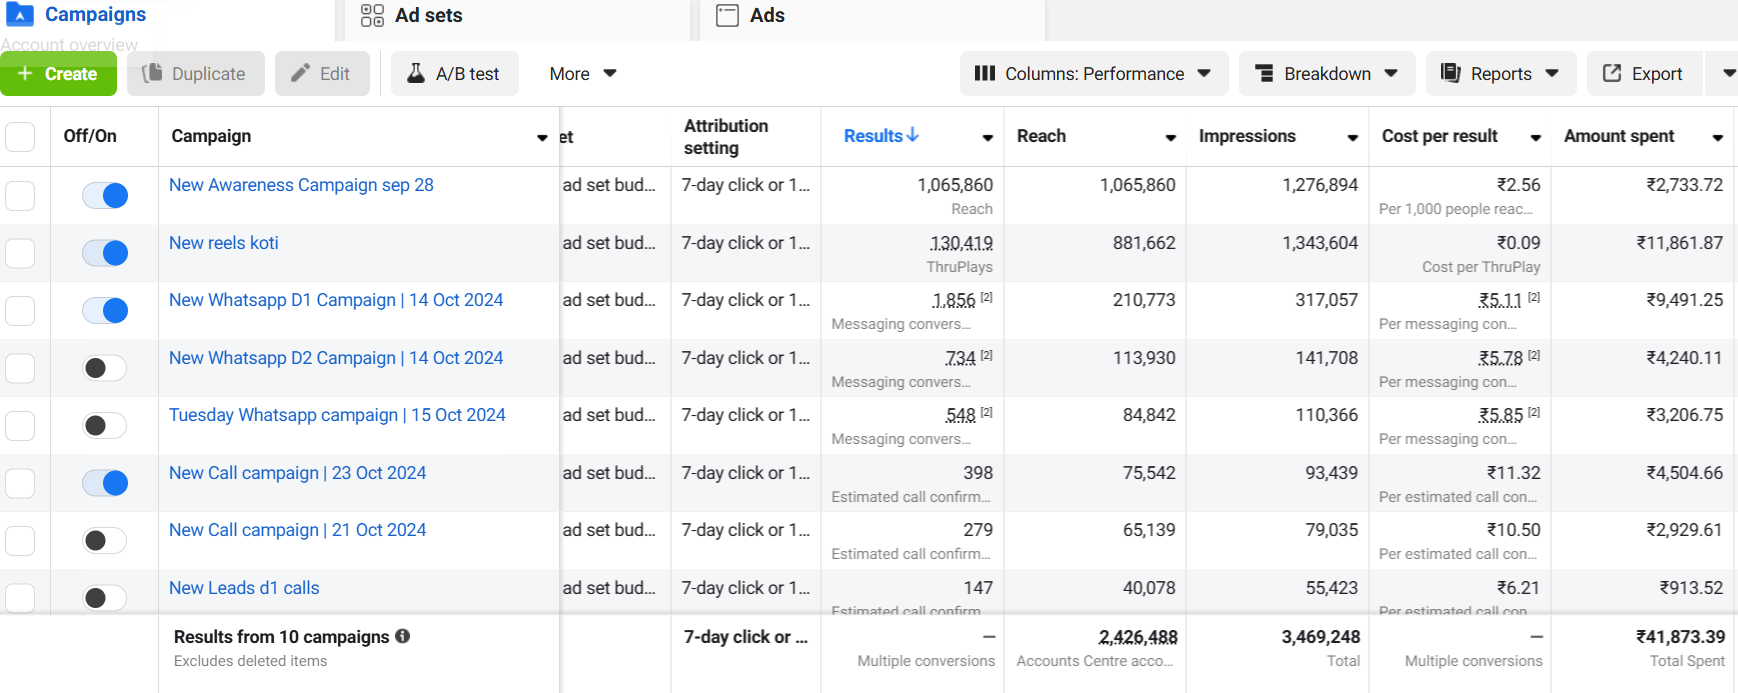 Campaigns
Ad sets
Ads
Account overview
+ Create
Duplicate
Edit
A/B test
More
Columns: Performance
Breakdown
Reports
Export
Off/On
Campaign
et
Attribution
setting
Results↓
Reach
Impressions
Cost per result
Amount spent
New Awareness Campaign sep 28 ad set bud... 7-day click or 1... 1,065,860 1,065,860 1,276,894 ₹2.56 ₹2,733.72
Reach Per 1,000 people reac...
New reels koti ad set bud... 7-day click or 1... 130,419 881,662 1,343,604 ₹0.09 ₹11,861.87
ThruPlays Cost per ThruPlay
New Whatsapp D1 Campaign | 14 Oct 2024 ad set bud... 7-day click or 1... 1,856 [2] 210,773 317,057 ₹5.11 [2] ₹9,491.25
Messaging convers... Per messaging con...
New Whatsapp D2 Campaign | 14 Oct 2024 ad set bud... 7-day click or 1... 734 [2] 113,930 141,708 ₹5.78 [2] ₹4,240.11
Messaging convers... Per messaging con...
Tuesday Whatsapp campaign | 15 Oct 2024 ad set bud... 7-day click or 1... 548 [2] 84,842 110,366 ₹5.85 [2] ₹3,206.75
Messaging convers... Per messaging con...
New Call campaign | 23 Oct 2024 ad set bud... 7-day click or 1... 398 75,542 93,439 ₹11.32 ₹4,504.66
Estimated call confirm... Per estimated call con...
New Call campaign | 21 Oct 2024 ad set bud... 7-day click or 1... 279 65,139 79,035 ₹10.50 ₹2,929.61
Estimated call confirm... Per estimated call con...
New Leads d1 calls ad set bud... 7-day click or 1... 147 40,078 55,423 ₹6.21 ₹913.52
Estimated call confirm... Per estimated call con...
Results from 10 campaigns 7-day click or ... — 2,426,488 3,469,248 — ₹41,873.39
Excludes deleted items Multiple conversions Accounts Centre acco... Total Multiple conversions Total Spent